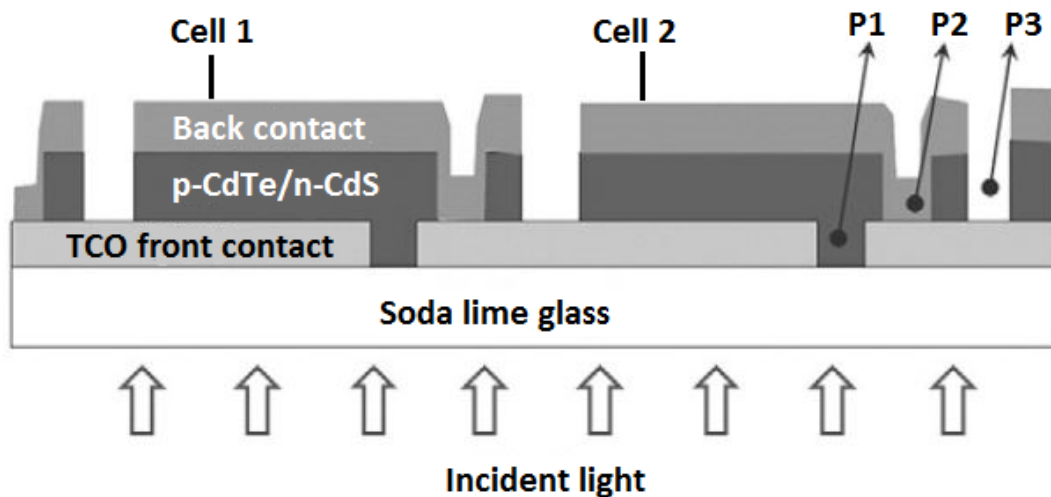 Cell 1
Cell 2
P1
P2
P3
Back contact
p-CdTe/n-CdS
TCO front contact
Soda lime glass
Incident light